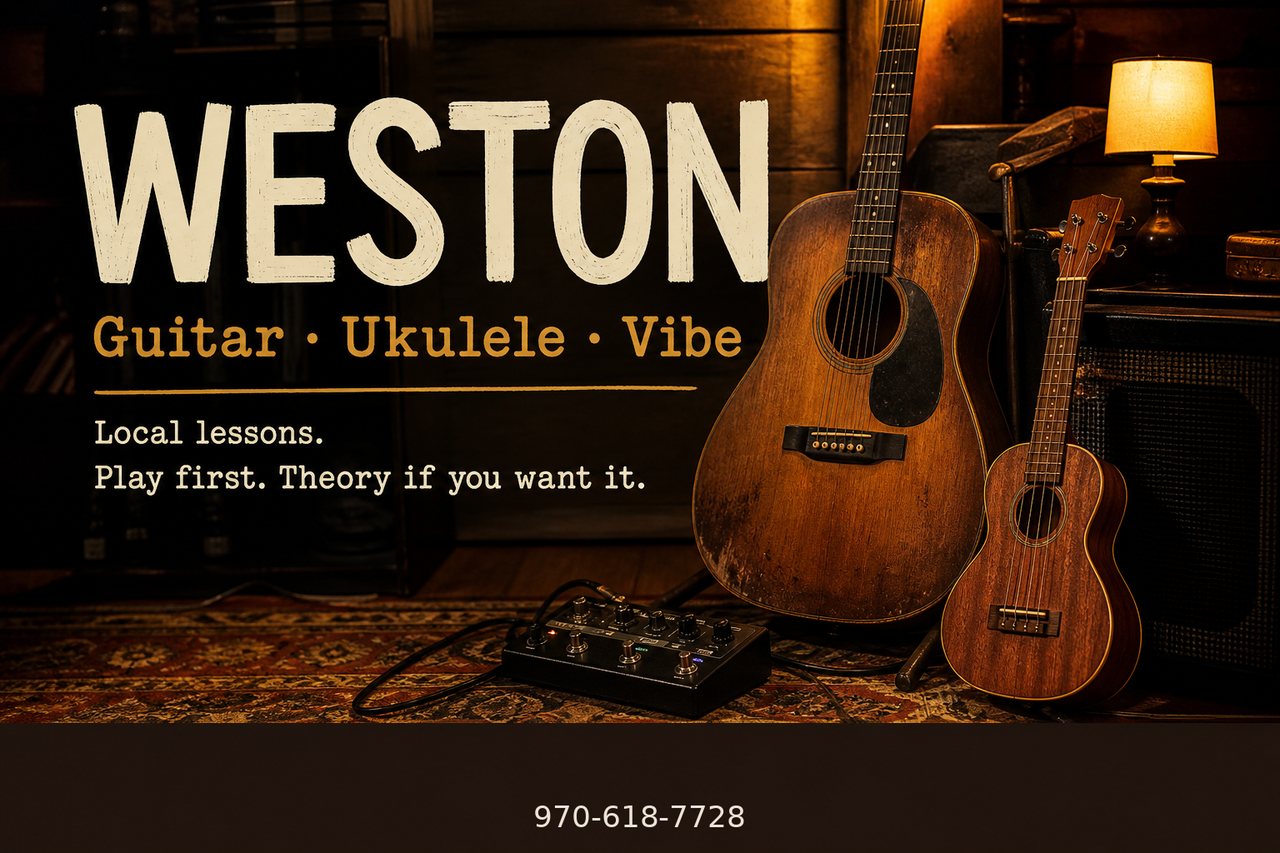 WESTON
Guitar · Ukulele · Vibe
Local lessons.
Play first. Theory if you want it.
970-618-7728